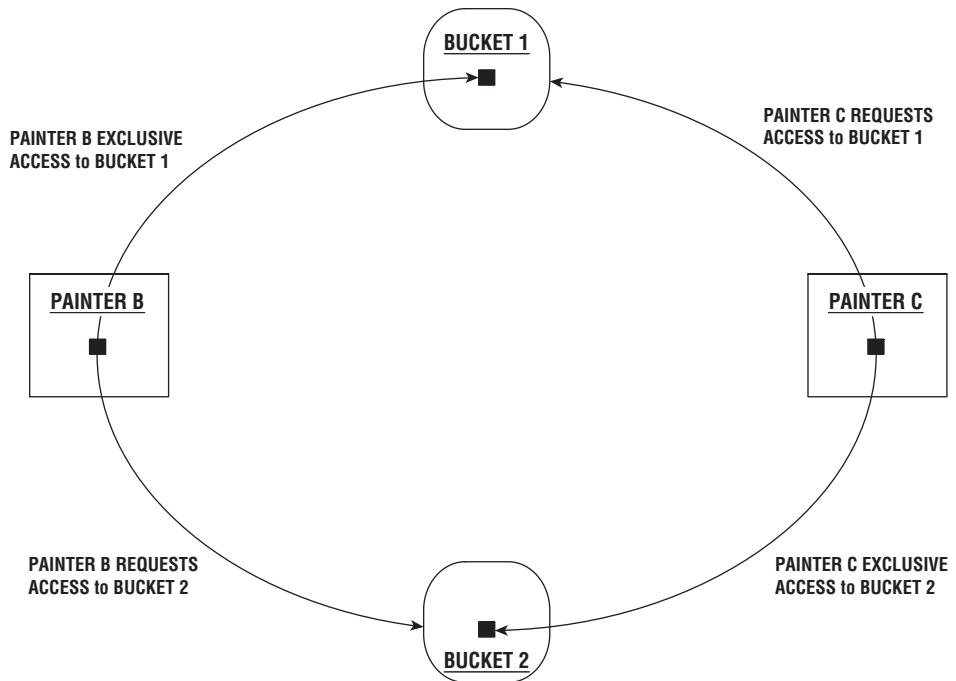 BUCKET 1
PAINTER B EXCLUSIVE
ACCESS to BUCKET 1
PAINTER C REQUESTS
ACCESS to BUCKET 1
PAINTER B
PAINTER C
PAINTER B REQUESTS
ACCESS to BUCKET 2
PAINTER C EXCLUSIVE
ACCESS to BUCKET 2
BUCKET 2